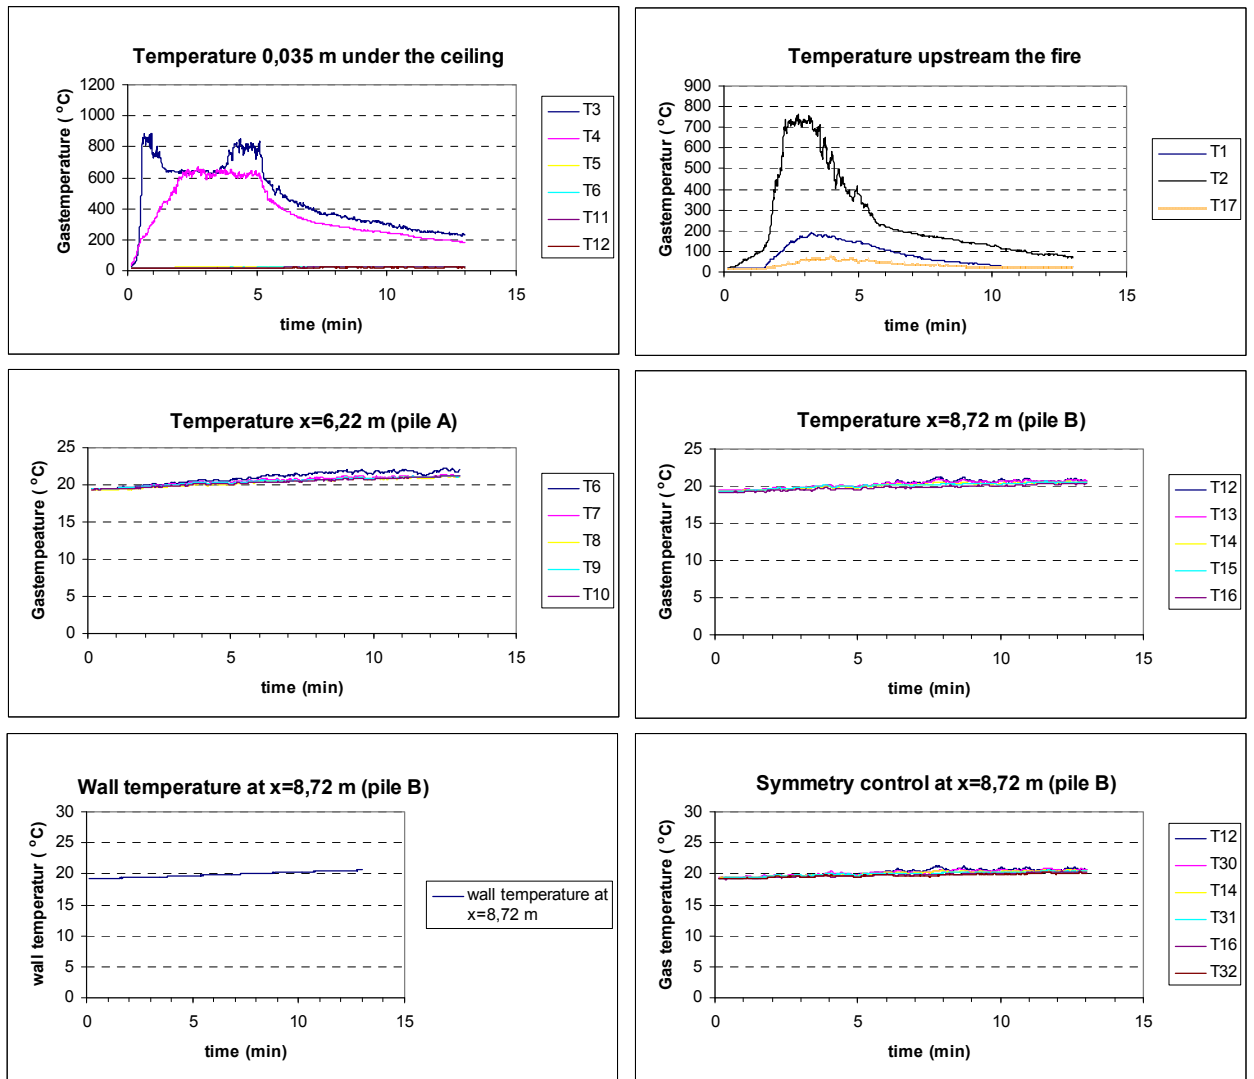 Temperature 0,035 m under the ceiling
Gastemperature ( °C)
1200
1000
800
600
400
200
0
0 5 10 15
time (min)
T3
T4
T5
T6
T11
T12
Temperature upstream the fire
Gastemperatur ( °C)
900
800
700
600
500
400
300
200
100
0
0 5 10 15
time (min)
T1
T2
T17
Temperature x=6,22 m (pile A)
Gastempeature ( °C)
25
20
15
10
5
0
0 5 10 15
time (min)
T6
T7
T8
T9
T10
Temperature x=8,72 m (pile B)
Gastemperatur ( °C)
25
20
15
10
5
0
0 5 10 15
time (min)
T12
T13
T14
T15
T16
Wall temperature at x=8,72 m (pile B)
wall temperatur ( °C)
30
25
20
15
10
5
0
0 5 10 15
time (min)
wall temperature at
x=8,72 m
Symmetry control at x=8,72 m (pile B)
Gas temperatur ( °C)
30
25
20
15
10
5
0
0 5 10 15
time (min)
T12
T30
T14
T31
T16
T32